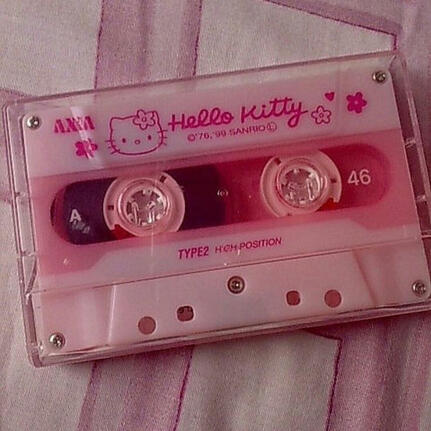 AXIA
Hello Kitty
©'76,'99 SANRIO Ⓛ
A
46
TYPE2 HIGH POSITION